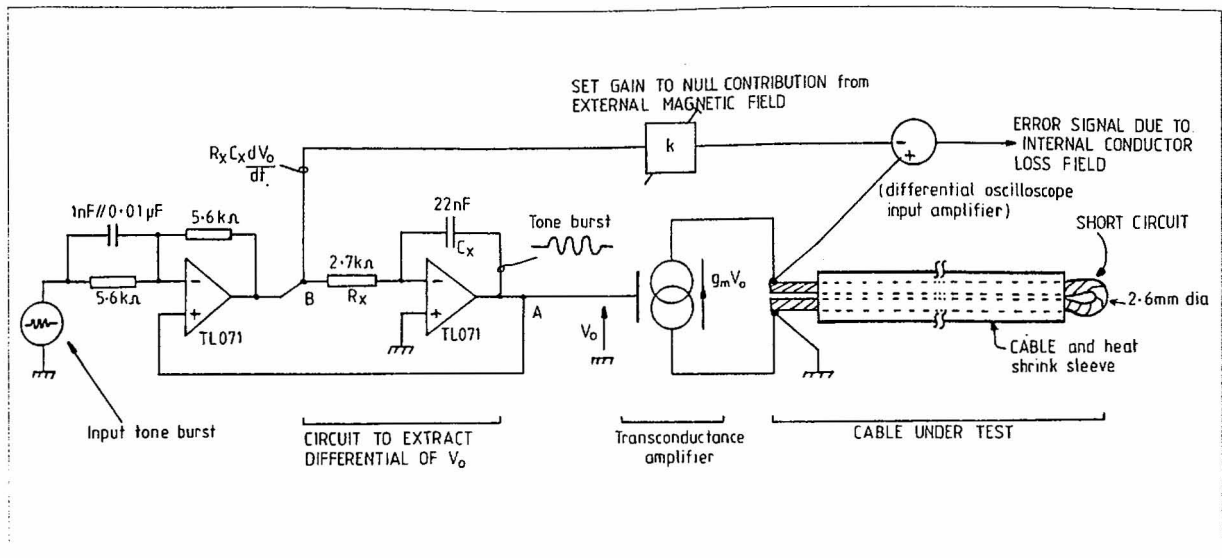 SET GAIN TO NULL CONTRIBUTION from
EXTERNAL MAGNETIC FIELD
k
−
+
ERROR SIGNAL DUE TO
INTERNAL CONDUCTOR
LOSS FIELD
(differential oscilloscope
input amplifier)
RxCxdVo
dt.
1nF//0·01µF
5.6kΩ
5.6kΩ
−
+
TL071
B
2·7kΩ
Rx
22nF
Cx
−
+
TL071
Tone burst
A
Vo
gmVo
SHORT CIRCUIT
2·6mm dia
CABLE and heat
shrink sleeve
Input tone burst
CIRCUIT TO EXTRACT
DIFFERENTIAL OF Vo
Transconductance
amplifier
CABLE UNDER TEST